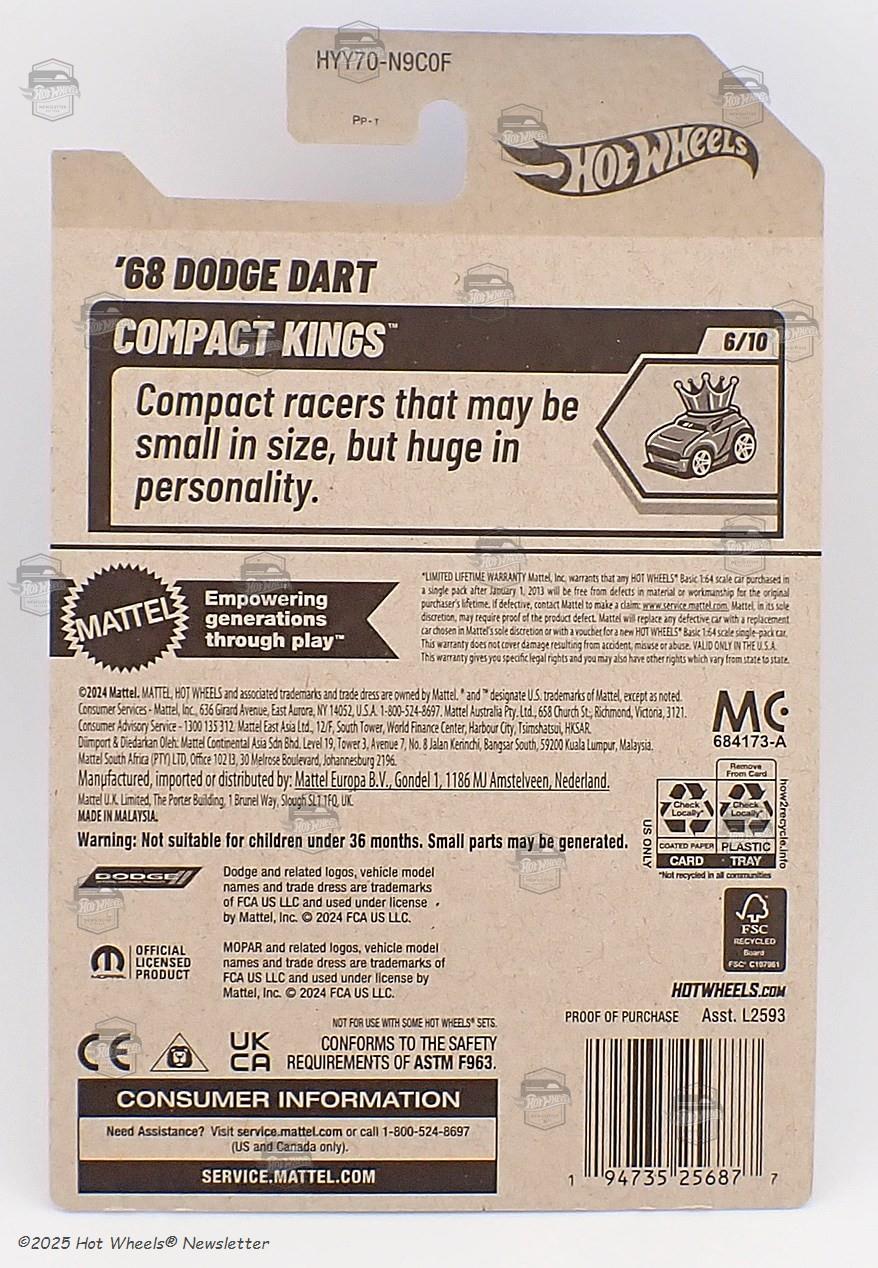 HYY70-N9C0F
PP-1
HOT WHEELS
'68 DODGE DART
COMPACT KINGS™
6/10
Compact racers that may be
small in size, but huge in
personality.
MATTEL
Empowering
generations
through play™
*LIMITED LIFETIME WARRANTY Mattel, Inc. warrants that any HOT WHEELS® Basic 1:64 scale car purchased in
a single pack after January 1, 2013 will be free from defects in material or workmanship for the original
purchaser's lifetime. If defective, contact Mattel to make a claim: www.service.mattel.com. Mattel, in its sole
discretion, may require proof of the product defect. Mattel will replace any defective car with a replacement
car chosen in Mattel's sole discretion or with a voucher for a new HOT WHEELS® Basic 1:64 scale single-pack car.
This warranty does not cover damage resulting from accident, misuse or abuse. VALID ONLY IN THE U.S.A.
This warranty gives you specific legal rights and you may also have other rights which vary from state to state.
©2024 Mattel. MATTEL, HOT WHEELS and associated trademarks and trade dress are owned by Mattel. ® and ™ designate U.S. trademarks of Mattel, except as noted.
Consumer Services - Mattel, Inc., 636 Girard Avenue, East Aurora, NY 14052, U.S.A. 1-800-524-8697. Mattel Australia Pty. Ltd., 658 Church St., Richmond, Victoria, 3121.
Consumer Advisory Service - 1300 135 312. Mattel East Asia Ltd., 12/F, South Tower, World Finance Center, Harbour City, Tsimshatsui, HKSAR.
Diimport & Diedarkan Oleh: Mattel Continental Asia Sdn Bhd. Level 19, Tower 3, Avenue 7, No. 8 Jalan Kerinchi, Bangsar South, 59200 Kuala Lumpur, Malaysia.
Mattel South Africa (PTY) LTD, Office 102 I3, 30 Melrose Boulevard, Johannesburg 2196.
Manufactured, imported or distributed by: Mattel Europa B.V., Gondel 1, 1186 MJ Amstelveen, Nederland.
Mattel U.K. Limited, The Porter Building, 1 Brunel Way, Slough SL1 1FQ, UK.
MADE IN MALAYSIA.
Warning: Not suitable for children under 36 months. Small parts may be generated.
MC
684173-A
Remove
From Card
Check
Locally*
Check
Locally*
COATED PAPER
PLASTIC
CARD
TRAY
US ONLY
how2recycle.info
*Not recycled in all communities
DODGE
Dodge and related logos, vehicle model
names and trade dress are trademarks
of FCA US LLC and used under license
by Mattel, Inc. © 2024 FCA US LLC.
OFFICIAL
LICENSED
PRODUCT
MOPAR and related logos, vehicle model
names and trade dress are trademarks of
FCA US LLC and used under license by
Mattel, Inc. © 2024 FCA US LLC.
FSC
RECYCLED
Board
FSC® C107961
HOTWHEELS.COM
PROOF OF PURCHASE Asst. L2593
NOT FOR USE WITH SOME HOT WHEELS® SETS.
CE
UK
CA
CONFORMS TO THE SAFETY
REQUIREMENTS OF ASTM F963.
CONSUMER INFORMATION
Need Assistance? Visit service.mattel.com or call 1-800-524-8697
(US and Canada only).
SERVICE.MATTEL.COM
1 94735 25687 7
©2025 Hot Wheels® Newsletter